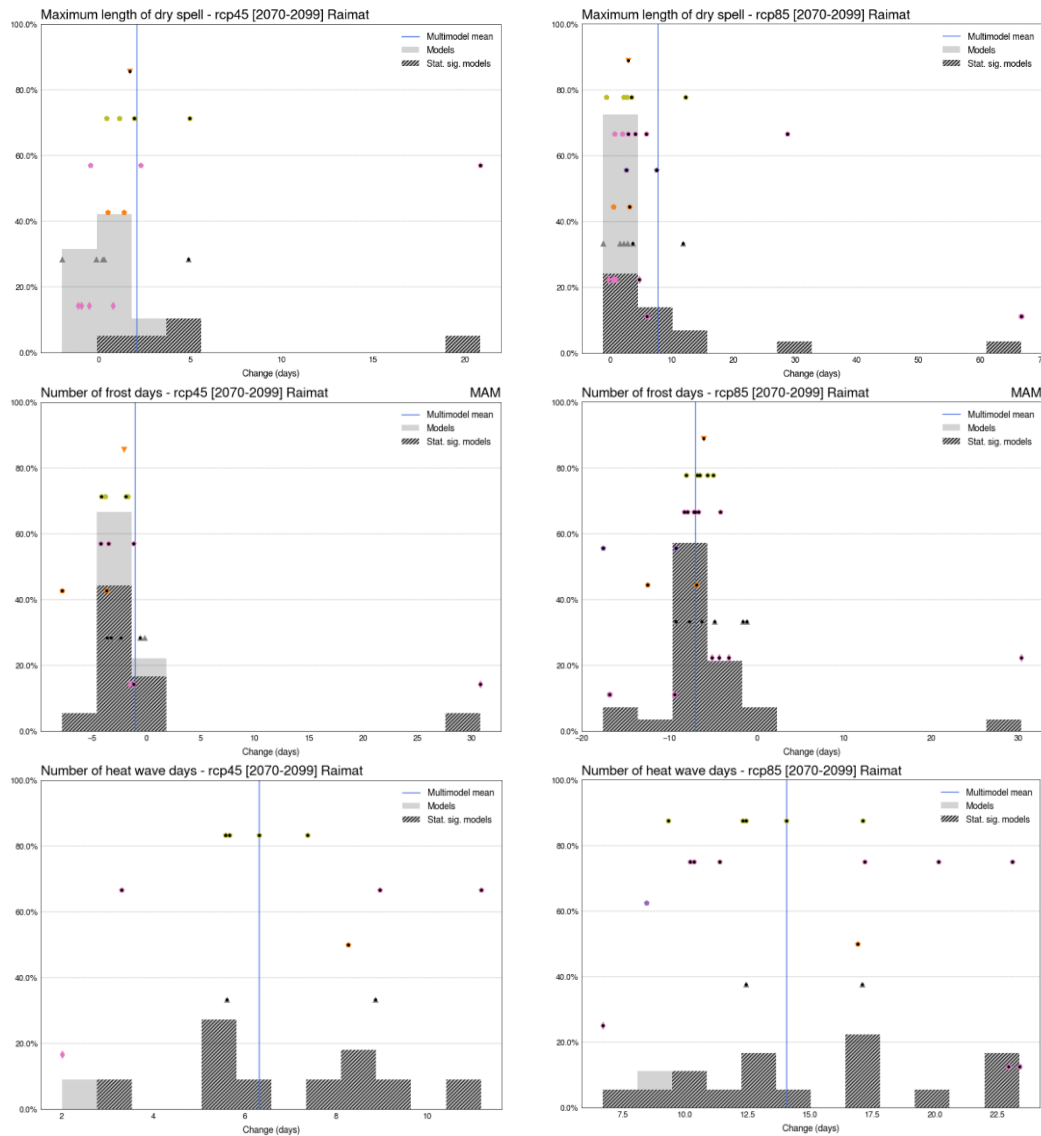 Maximum length of dry spell - rcp45 [2070-2099] Raimat
100.0%
80.0%
60.0%
40.0%
20.0%
0.0%
Multimodel mean
Models
Stat. sig. models
0 5 10 15 20
Change (days)
Maximum length of dry spell - rcp85 [2070-2099] Raimat
100.0%
80.0%
60.0%
40.0%
20.0%
0.0%
Multimodel mean
Models
Stat. sig. models
0 10 20 30 40 50 60
Change (days)
Number of frost days - rcp45 [2070-2099] Raimat MAM
100.0%
80.0%
60.0%
40.0%
20.0%
0.0%
Multimodel mean
Models
Stat. sig. models
−5 0 5 10 15 20 25 30
Change (days)
Number of frost days - rcp85 [2070-2099] Raimat MAM
100.0%
80.0%
60.0%
40.0%
20.0%
0.0%
Multimodel mean
Models
Stat. sig. models
−20 −10 0 10 20 30
Change (days)
Number of heat wave days - rcp45 [2070-2099] Raimat
100.0%
80.0%
60.0%
40.0%
20.0%
0.0%
Multimodel mean
Models
Stat. sig. models
2 4 6 8 10
Change (days)
Number of heat wave days - rcp85 [2070-2099] Raimat
100.0%
80.0%
60.0%
40.0%
20.0%
0.0%
Multimodel mean
Models
Stat. sig. models
7.5 10.0 12.5 15.0 17.5 20.0 22.5
Change (days)